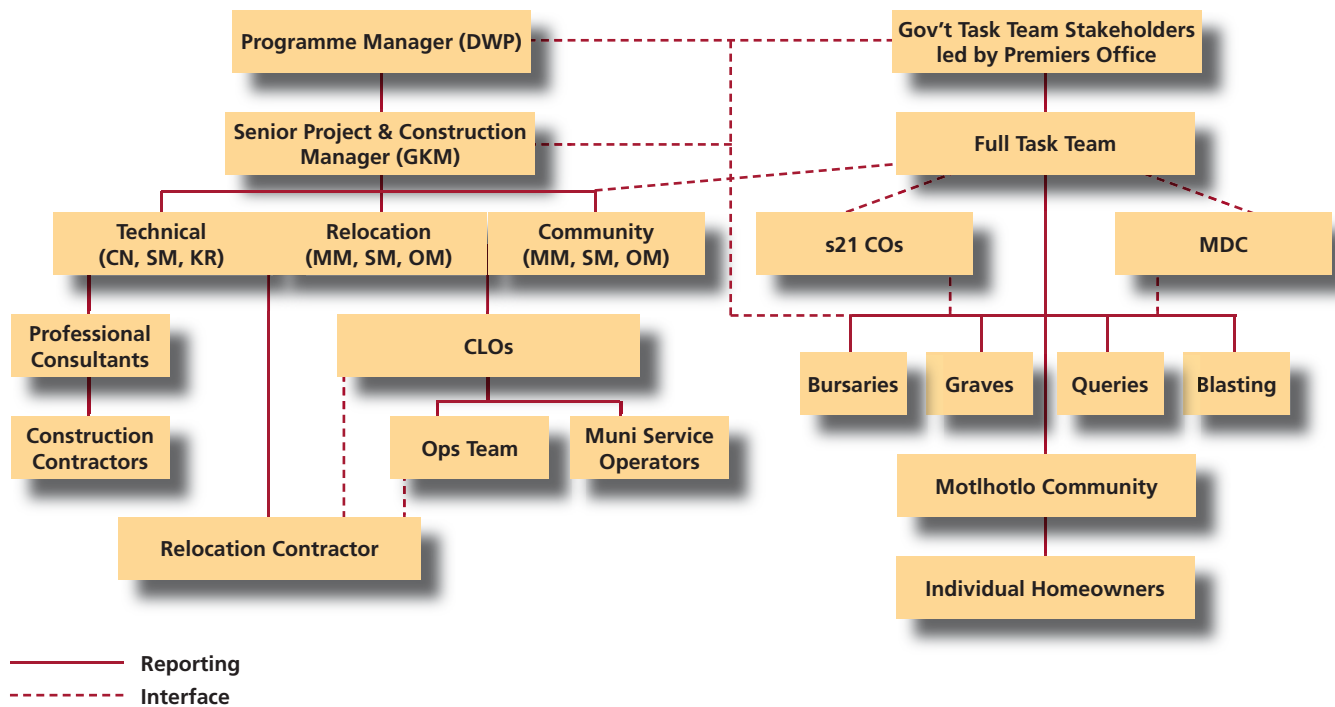 Programme Manager (DWP)
Gov't Task Team Stakeholders
led by Premiers Office
Senior Project & Construction
Manager (GKM)
Full Task Team
Technical
(CN, SM, KR)
Relocation
(MM, SM, OM)
Community
(MM, SM, OM)
s21 COs
MDC
Professional
Consultants
CLOs
Bursaries
Graves
Queries
Blasting
Construction
Contractors
Ops Team
Muni Service
Operators
Motlhotlo Community
Relocation Contractor
Individual Homeowners
Reporting
Interface